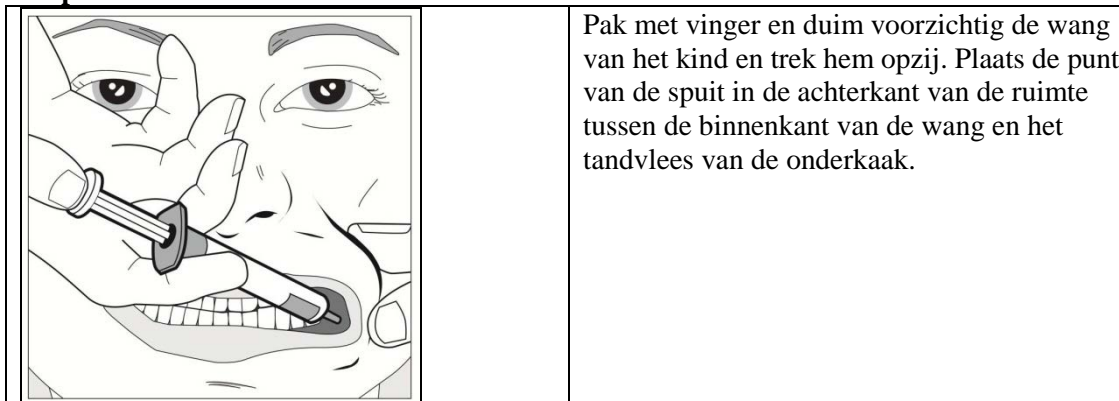 Pak met vinger en duim voorzichtig de wang
van het kind en trek hem opzij. Plaats de punt
van de spuit in de achterkant van de ruimte
tussen de binnenkant van de wang en het
tandvlees van de onderkaak.